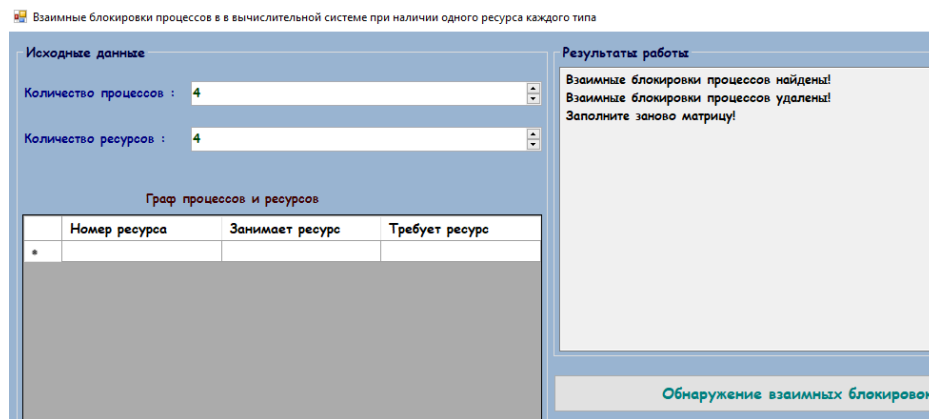 Взаимные блокировки процессов в в вычислительной системе при наличии одного ресурса каждого типа
Исходные данные
Количество процессов : 4
Количество ресурсов : 4
Граф процессов и ресурсов
Номер ресурса Занимает ресурс Требует ресурс
Результаты работы
Взаимные блокировки процессов найдены!
Взаимные блокировки процессов удалены!
Заполните заново матрицу!
Обнаружение взаимных блокировок